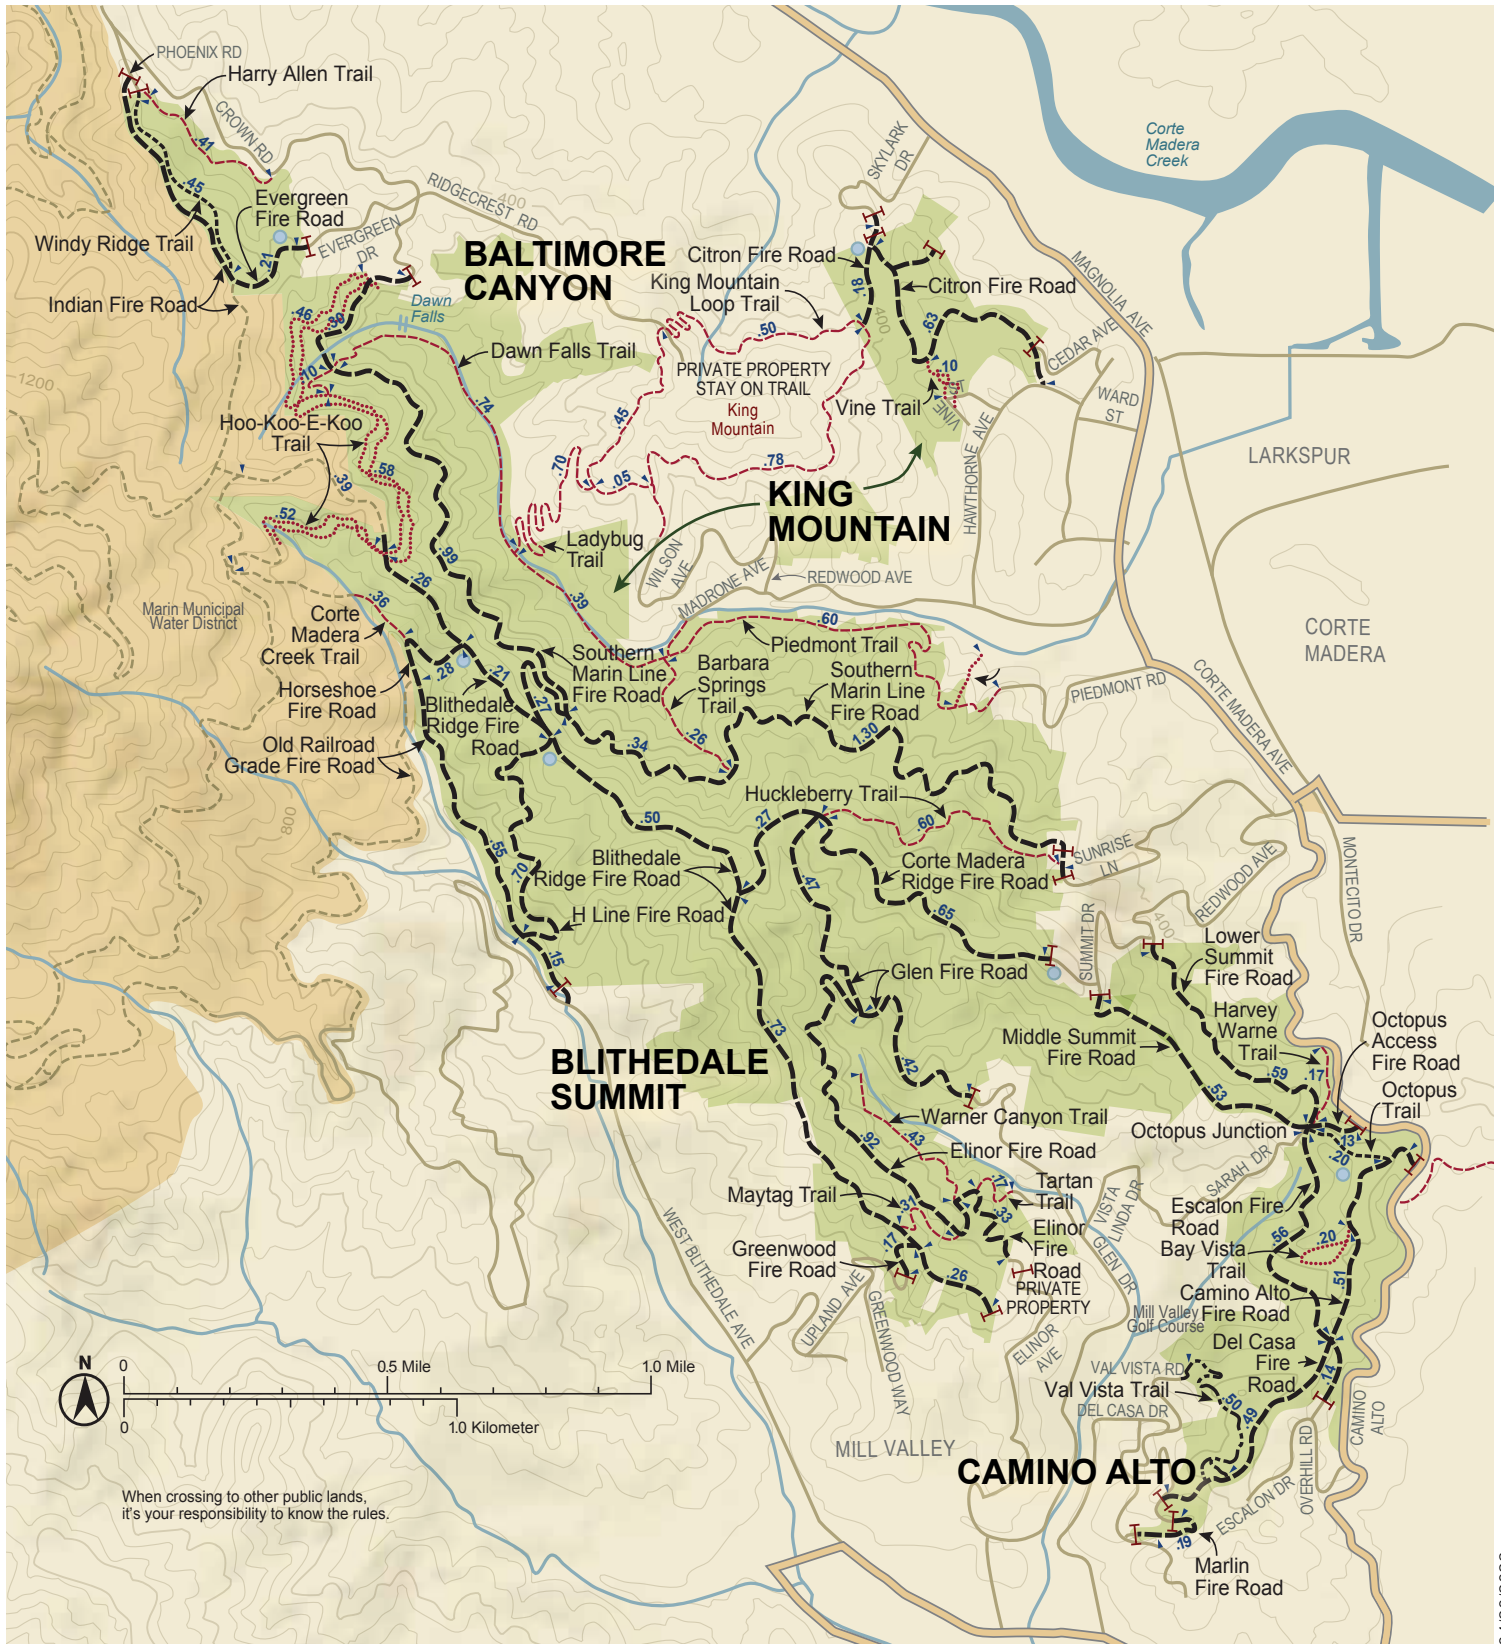 PHOENIX RD
Harry Allen Trail
CROWN RD
.41
.45
Evergreen
Fire Road
Windy Ridge Trail
.21
EVERGREEN
DR
Indian Fire Road
RIDGECREST RD
400
BALTIMORE
CANYON
Dawn
Falls
SKYLARK
DR
Corte
Madera
Creek
Citron Fire Road
King Mountain
Loop Trail
.18
400
Citron Fire Road
MAGNOLIA AVE
.46
.39
.50
.63
CEDAR AVE
Dawn Falls Trail
PRIVATE PROPERTY
STAY ON TRAIL
King
Mountain
.10
.10
WARD
ST
1200
.74
.45
Vine Trail
VINE
HAWTHORNE AVE
Hoo-Koo-E-Koo
Trail
.58
.39
.70
.05
.78
LARKSPUR
KING
MOUNTAIN
.52
.99
Ladybug
Trail
WILSON
AVE
MADRONE AVE
REDWOOD AVE
.26
.36
.39
Marin Municipal
Water District
Corte
Madera
Creek Trail
.60
Piedmont Trail
CORTE
MADERA
.28
.21
Southern
Marin Line
Fire Road
Barbara
Springs
Trail
Southern
Marin Line
Fire Road
PIEDMONT RD
CORTE MADERA AVE
Horseshoe
Fire Road
Blithedale
Ridge Fire
Road
.27
.34
.26
1.30
Old Railroad
Grade Fire Road
800
Huckleberry Trail
.50
.27
.60
.55
.70
Blithedale
Ridge Fire Road
.47
Corte Madera
Ridge Fire Road
SUNRISE
LN
MONTECITO DR
REDWOOD AVE
400
H Line Fire Road
.65
SUMMIT DR
.15
Glen Fire Road
Lower
Summit
Fire Road
.73
Harvey
Warne
Trail
Octopus
Access
Fire Road
BLITHEDALE
SUMMIT
Middle Summit
Fire Road
.42
.59
.17
.53
Octopus
Trail
Warner Canyon Trail
Octopus Junction
.13
.20
.92
.43
Elinor Fire Road
SARAH DR
Maytag Trail
.31
.17
Tartan
Trail
.33
VISTA
LINDA DR
Escalon Fire
Road
WEST BLITHEDALE AVE
.17
Greenwood
Fire Road
Elinor
Fire
Road
GLEN DR
.56
.20
Bay Vista
Trail
.26
PRIVATE
PROPERTY
.51
Camino Alto
Fire Road
UPLAND AVE
GREENWOOD WAY
Mill Valley
Golf Course
ELINOR
AVE
Del Casa
Fire
Road
N
0
0.5 Mile
1.0 Mile
VAL VISTA RD
.14
Val Vista Trail
DEL CASA DR
.50
.49
CAMINO
ALTO
0
1.0 Kilometer
MILL VALLEY
OVERHILL RD
CAMINO ALTO
ESCALON DR
When crossing to other public lands,
it's your responsibility to know the rules.
.19
Marlin
Fire Road